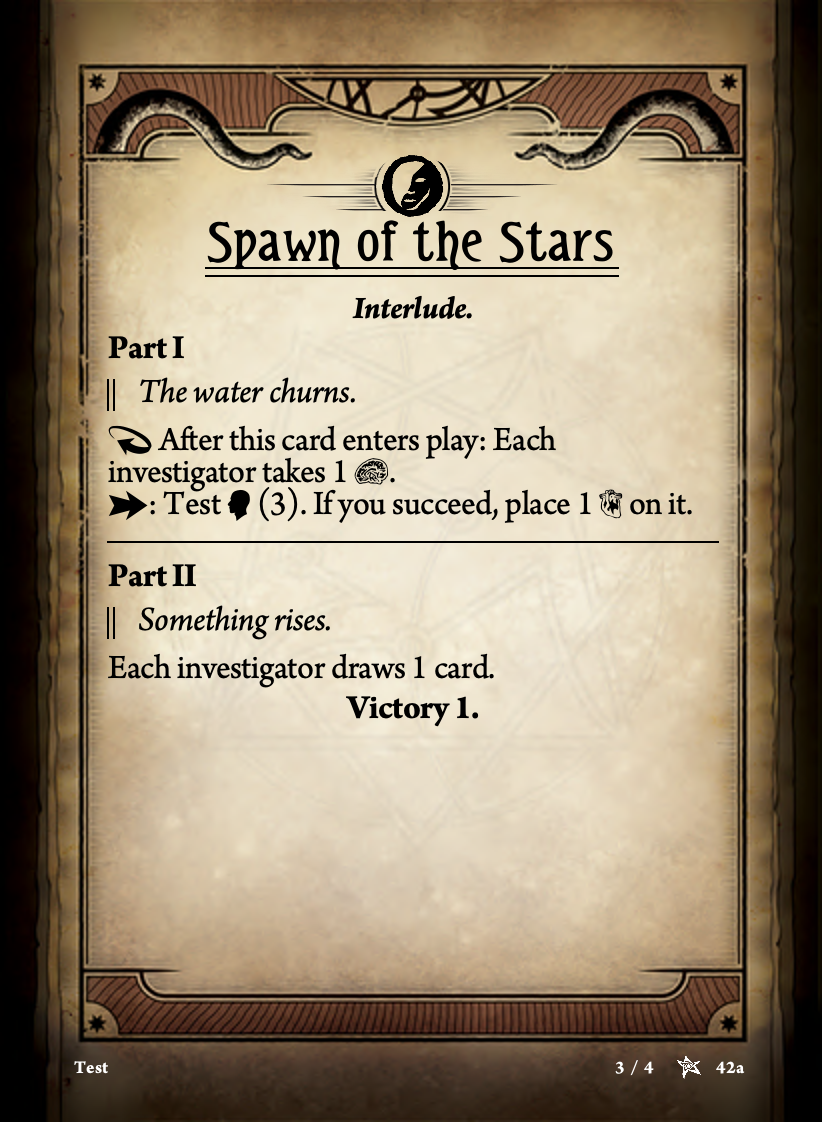 Spawn of the Stars
Interlude.
Part I
The water churns.
After this card enters play: Each
investigator takes 1 .
: Test (3). If you succeed, place 1 on it.
Part II
Something rises.
Each investigator draws 1 card.
Victory 1.
Test 3 / 4 42a